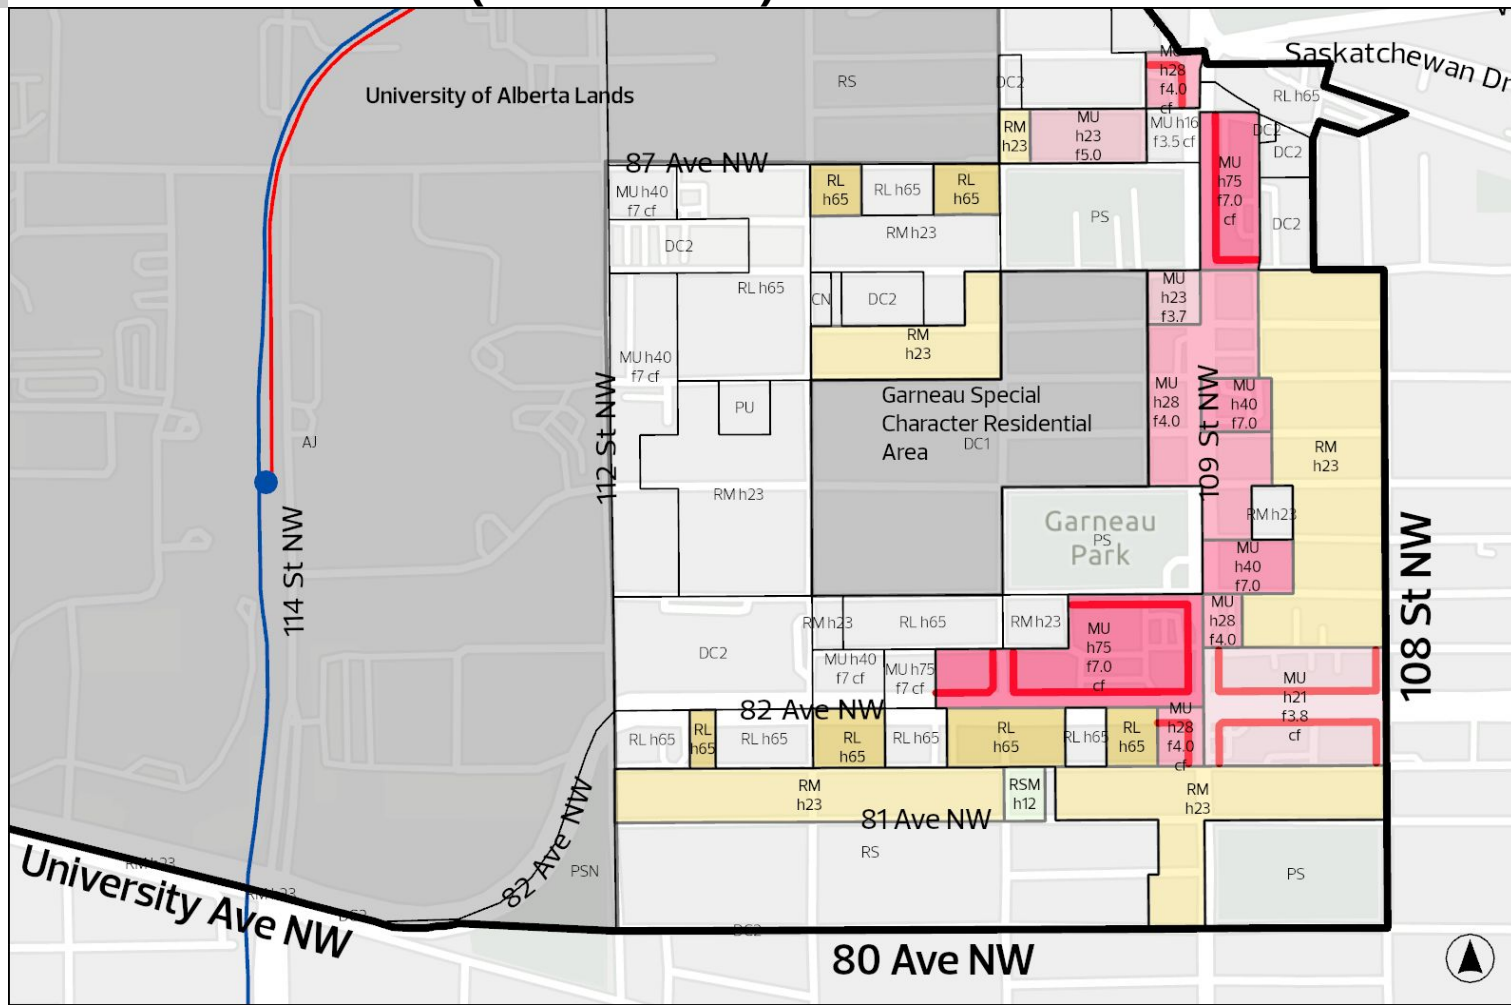 Saskatchewan Dr
MU
h28
f4.0
cf
RS
DC2
RL h65
University of Alberta Lands
RM
h23
MU
h23
f5.0
MU h16
f3.5 cf
DC2
DC2
87 Ave NW
MU h40
f7 cf
RL
h65
RL h65
RL
h65
PS
MU
h75
f7.0
cf
DC2
RM h23
DC2
RL h65
CN
DC2
MU
h23
f3.7
RM
h23
MU h40
f7 cf
112 St NW
PU
Garneau Special
Character Residential
Area
DC1
MU
h28
f4.0
109 St NW
MU
h40
f7.0
AJ
RM
h23
RM h23
Garneau
Park
PS
RM h23
114 St NW
MU
h40
f7.0
108 St NW
RM h23
RL h65
RM h23
MU
h28
f4.0
DC2
MU h40
f7 cf
MU h75
f7 cf
MU
h75
f7.0
cf
MU
h21
f3.8
cf
82 Ave NW
RL h65
RL
h65
RL h65
RL
h65
RL h65
RL
h65
RL h65
RL
h65
MU
h28
f4.0
cf
RM
h23
RSM
h12
RM
h23
81 Ave NW
RS
82 Ave NW
PSN
PS
RM h23
RM h23
DC2
University Ave NW
DC2
80 Ave NW